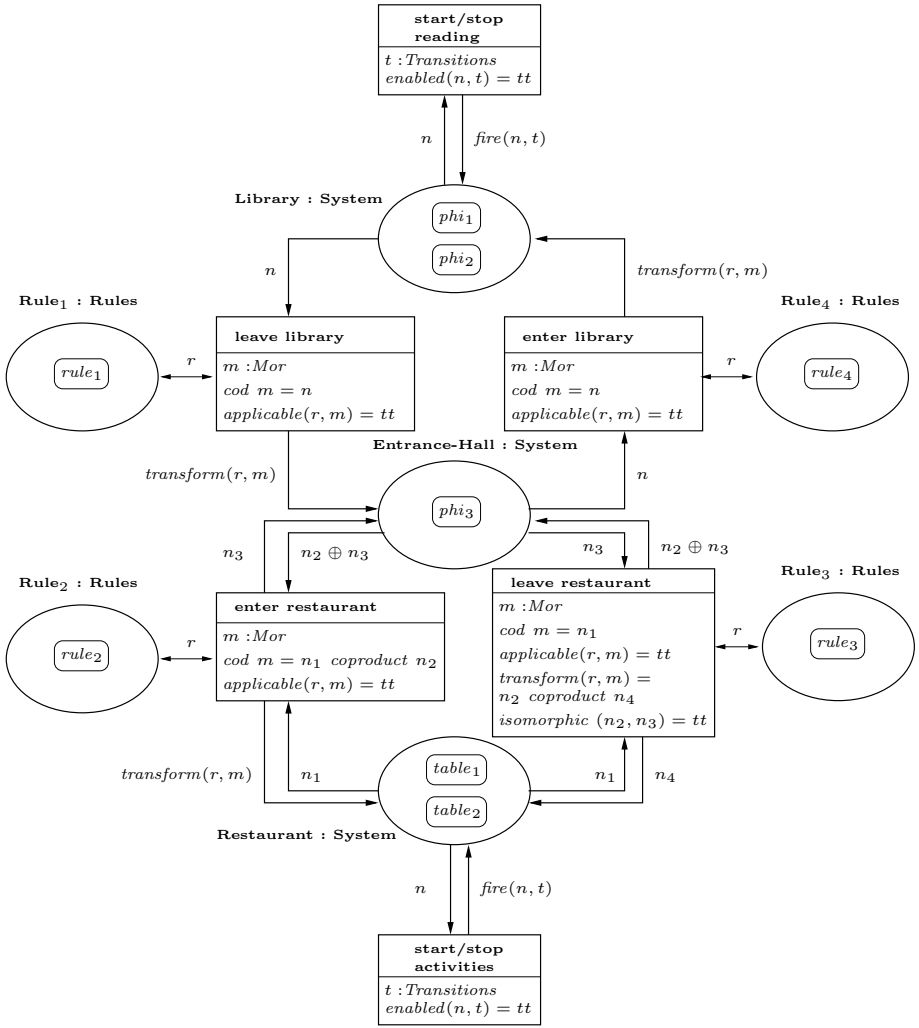 start/stop
reading
t : Transitions
enabled(n, t) = tt
n
fire(n, t)
Library : System
phi₁
phi₂
n
transform(r, m)
Rule₁ : Rules
Rule₄ : Rules
leave library
enter library
rule₁
r
m : Mor
cod m = n
applicable(r, m) = tt
m : Mor
cod m = n
applicable(r, m) = tt
r
rule₄
Entrance-Hall : System
transform(r, m)
n
phi₃
n₃
n₂ ⊕ n₃
n₃
n₂ ⊕ n₃
Rule₂ : Rules
Rule₃ : Rules
enter restaurant
leave restaurant
rule₂
r
m : Mor
cod m = n₁ coproduct n₂
applicable(r, m) = tt
m : Mor
cod m = n₁
applicable(r, m) = tt
transform(r, m) =
n₂ coproduct n₄
isomorphic (n₂, n₃) = tt
r
rule₃
transform(r, m)
n₁
table₁
table₂
n₁
n₄
Restaurant : System
n
fire(n, t)
start/stop
activities
t : Transitions
enabled(n, t) = tt